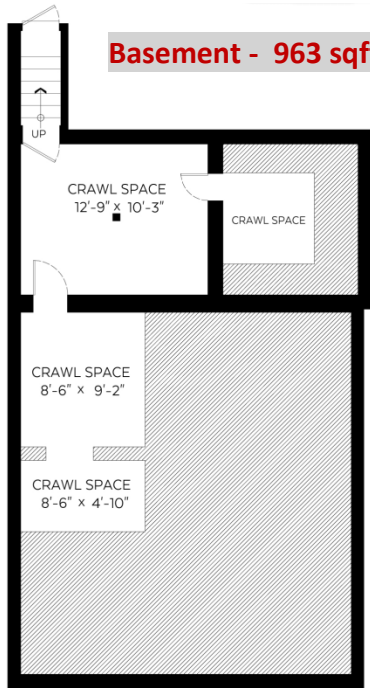 Basement - 963 sqf
UP
CRAWL SPACE
12'-9" x 10'-3"
CRAWL SPACE
CRAWL SPACE
8'-6" x 9'-2"
CRAWL SPACE
8'-6" x 4'-10"